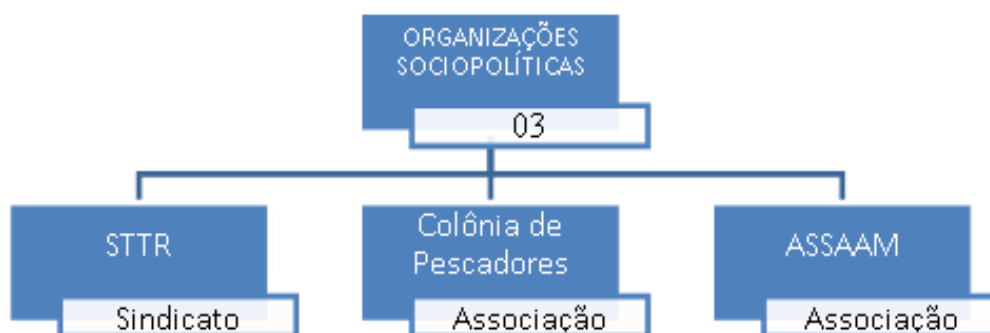 ORGANIZAÇÕES
SOCIOPOLÍTICAS
03
STTR
Sindicato
Colônia de
Pescadores
Associação
ASSAAM
Associação